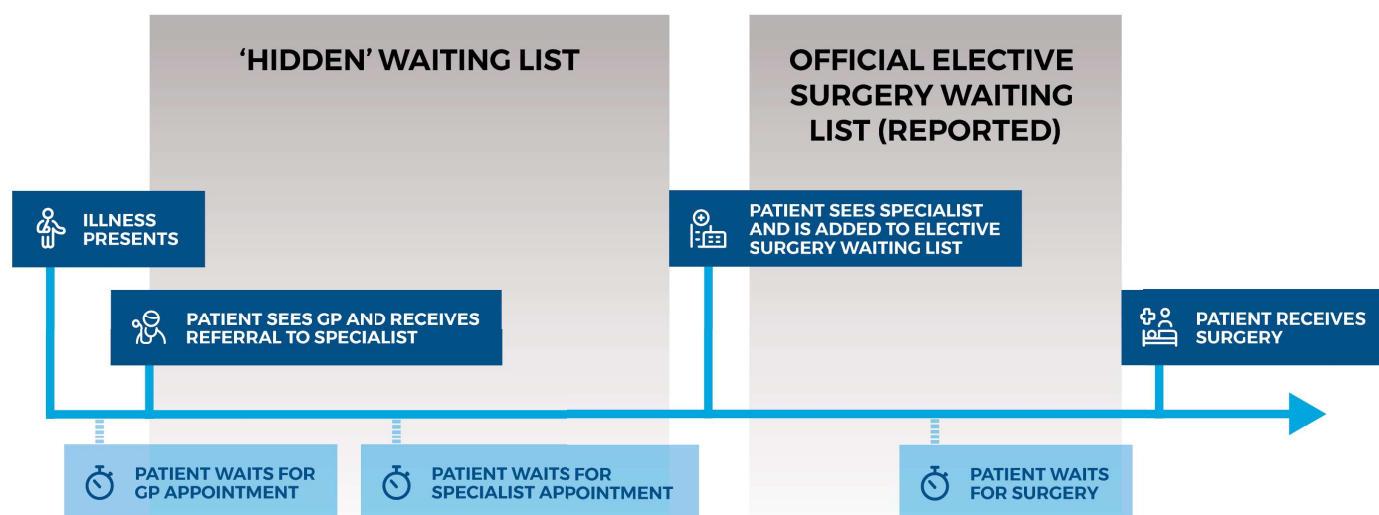 ‘HIDDEN’ WAITING LIST
OFFICIAL ELECTIVE
SURGERY WAITING
LIST (REPORTED)
ILLNESS
PRESENTS
PATIENT SEES GP AND RECEIVES
REFERRAL TO SPECIALIST
PATIENT SEES SPECIALIST
AND IS ADDED TO ELECTIVE
SURGERY WAITING LIST
PATIENT RECEIVES
SURGERY
PATIENT WAITS FOR
GP APPOINTMENT
PATIENT WAITS FOR
SPECIALIST APPOINTMENT
PATIENT WAITS
FOR SURGERY